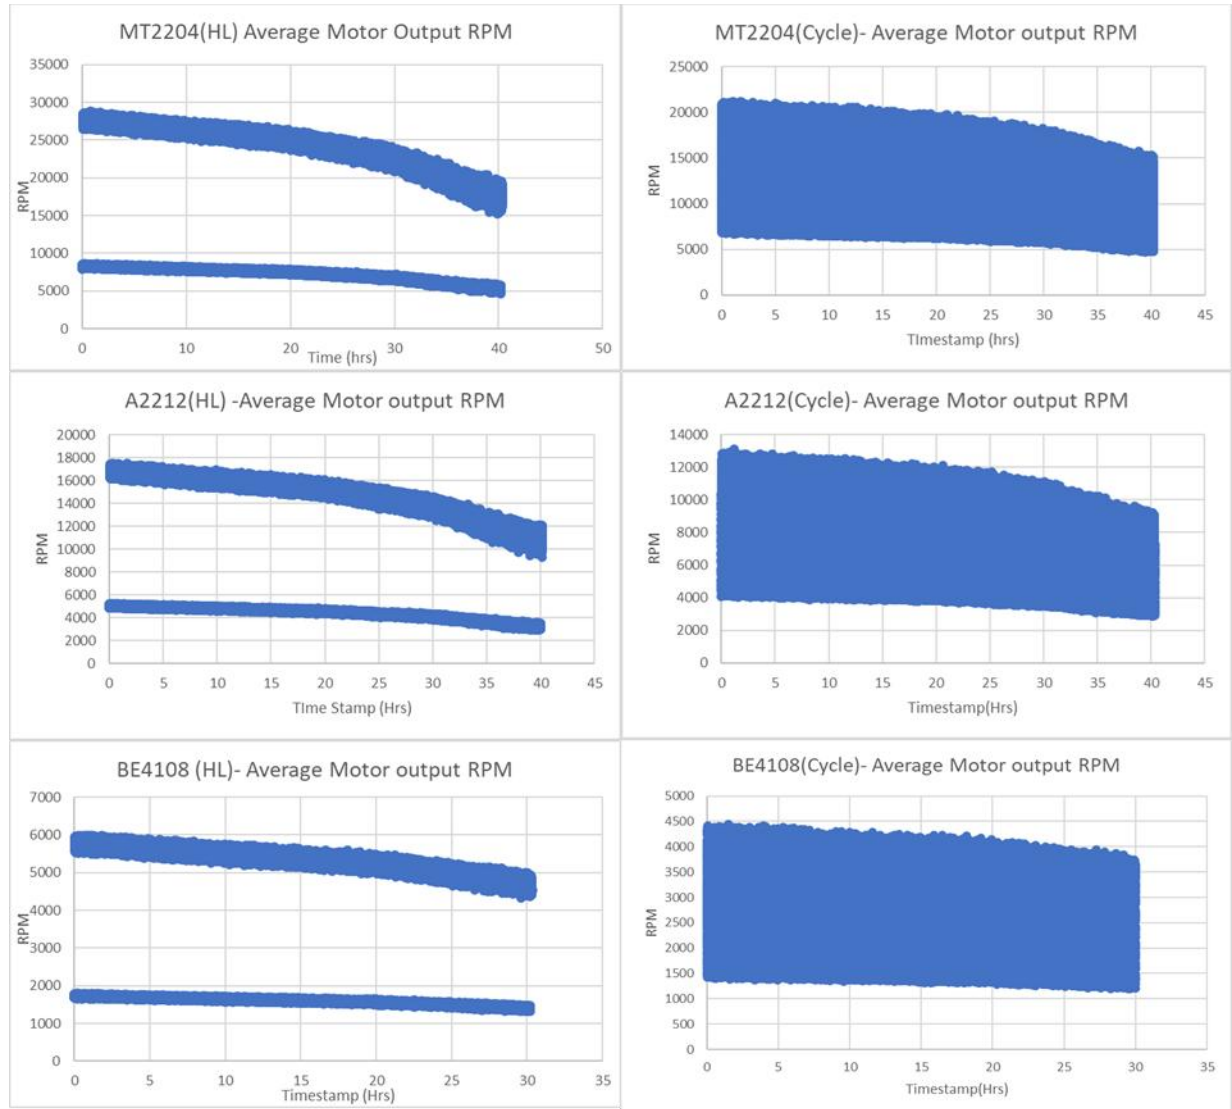 MT2204(HL) Average Motor Output RPM
35000
30000
25000
20000
15000
10000
5000
0
RPM
0 10 20 30 40 50
Time (hrs)
MT2204(Cycle)- Average Motor output RPM
25000
20000
15000
10000
5000
0
RPM
0 5 10 15 20 25 30 35 40 45
TImestamp (hrs)
A2212(HL) -Average Motor output RPM
20000
18000
16000
14000
12000
10000
8000
6000
4000
2000
0
RPM
0 5 10 15 20 25 30 35 40 45
TIme Stamp (Hrs)
A2212(Cycle)- Average Motor output RPM
14000
12000
10000
8000
6000
4000
2000
0
RPM
0 5 10 15 20 25 30 35 40 45
Timestamp(Hrs)
BE4108 (HL)- Average Motor output RPM
7000
6000
5000
4000
3000
2000
1000
0
RPM
0 5 10 15 20 25 30 35
Timestamp (Hrs)
BE4108(Cycle)- Average Motor output RPM
5000
4500
4000
3500
3000
2500
2000
1500
1000
500
0
RPM
0 5 10 15 20 25 30 35
Timestamp(Hrs)